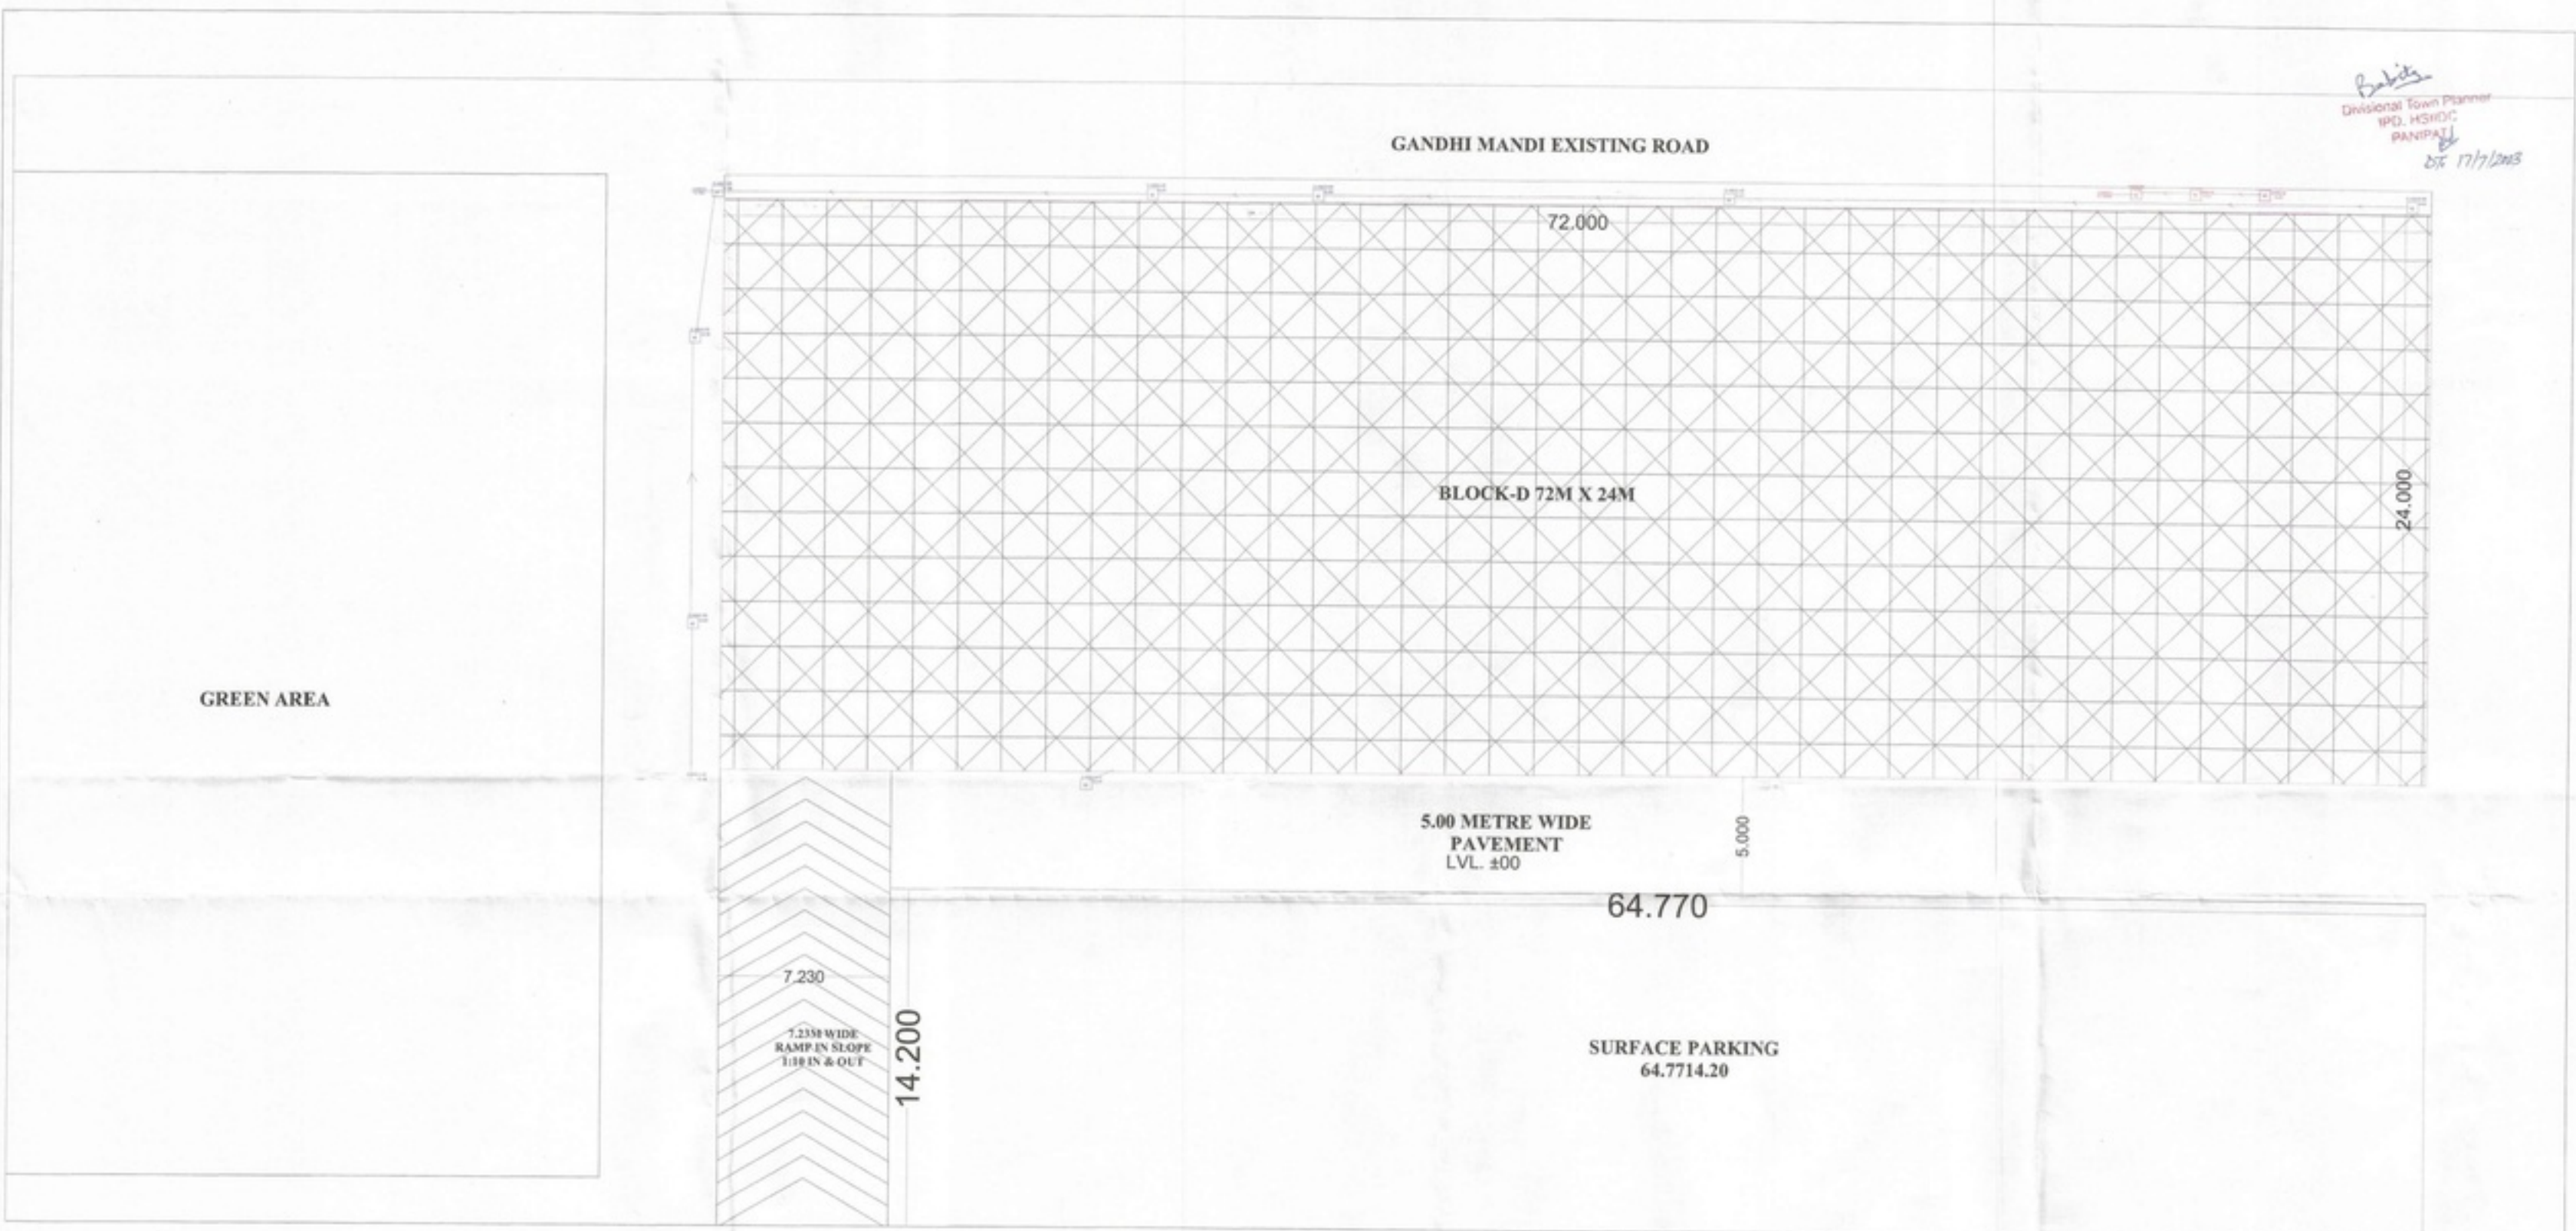 Babita
Divisional Town Planner
IPD. HSIIDC
PANIPAT
Dt. 17/7/2013
GANDHI MANDI EXISTING ROAD
72.000
BLOCK-D 72M X 24M
24.000
GREEN AREA
5.00 METRE WIDE
PAVEMENT
LVL. ±00
5.000
64.770
7.230
7.23M WIDE
RAMP IN SLOPE
1:10 IN & OUT
14.200
SURFACE PARKING
64.7714.20